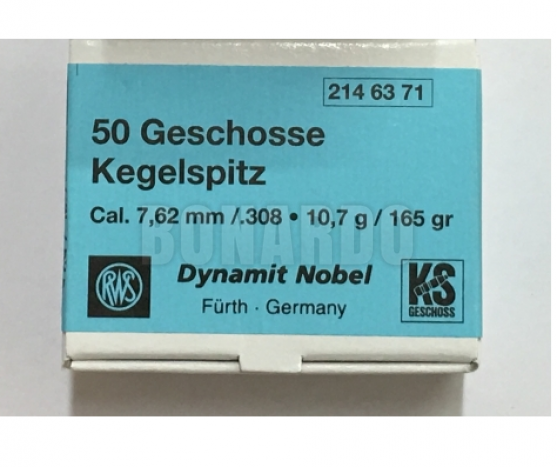 214 63 71
50 Geschosse
Kegelspitz
Cal. 7,62 mm /.308 • 10,7 g / 165 gr
BONARDO
RWS
Dynamit Nobel
Fürth · Germany
KS
GESCHOSS